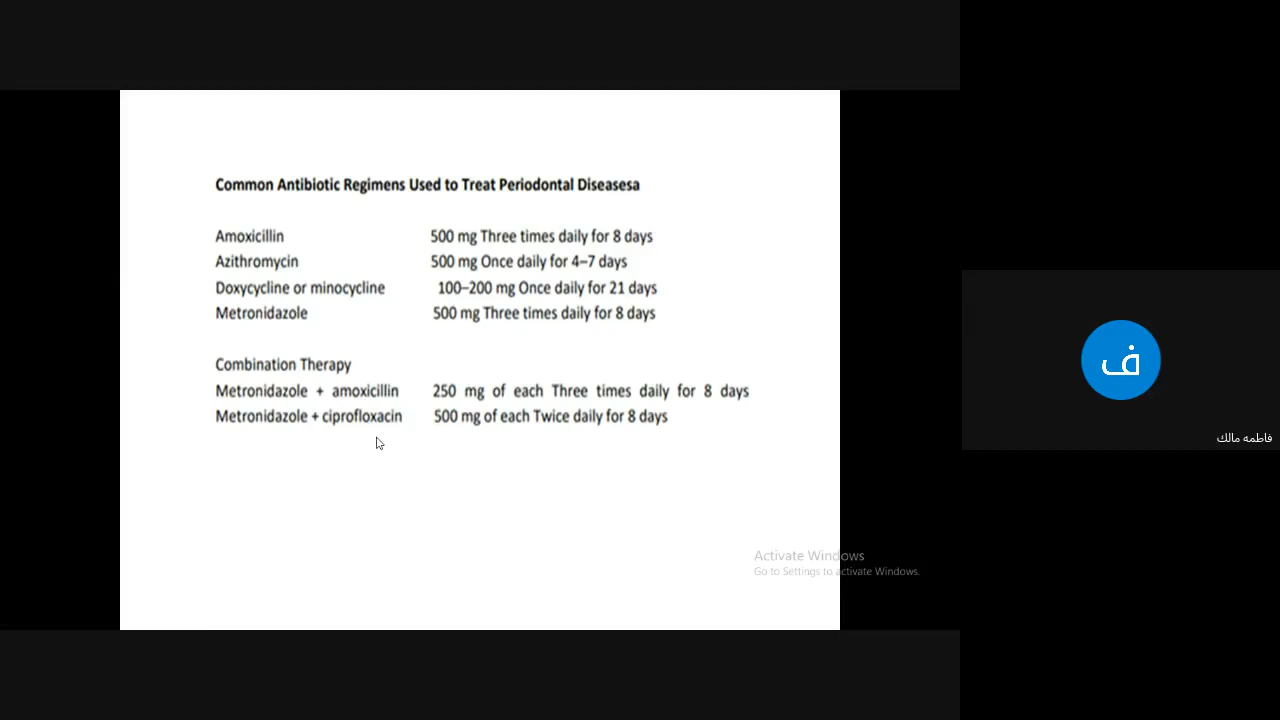 Common Antibiotic Regimens Used to Treat Periodontal Diseasesa
Amoxicillin 500 mg Three times daily for 8 days
Azithromycin 500 mg Once daily for 4–7 days
Doxycycline or minocycline 100–200 mg Once daily for 21 days
Metronidazole 500 mg Three times daily for 8 days
Combination Therapy
Metronidazole + amoxicillin 250 mg of each Three times daily for 8 days
Metronidazole + ciprofloxacin 500 mg of each Twice daily for 8 days
ف
فاطمه مالك
Activate Windows
Go to Settings to activate Windows.